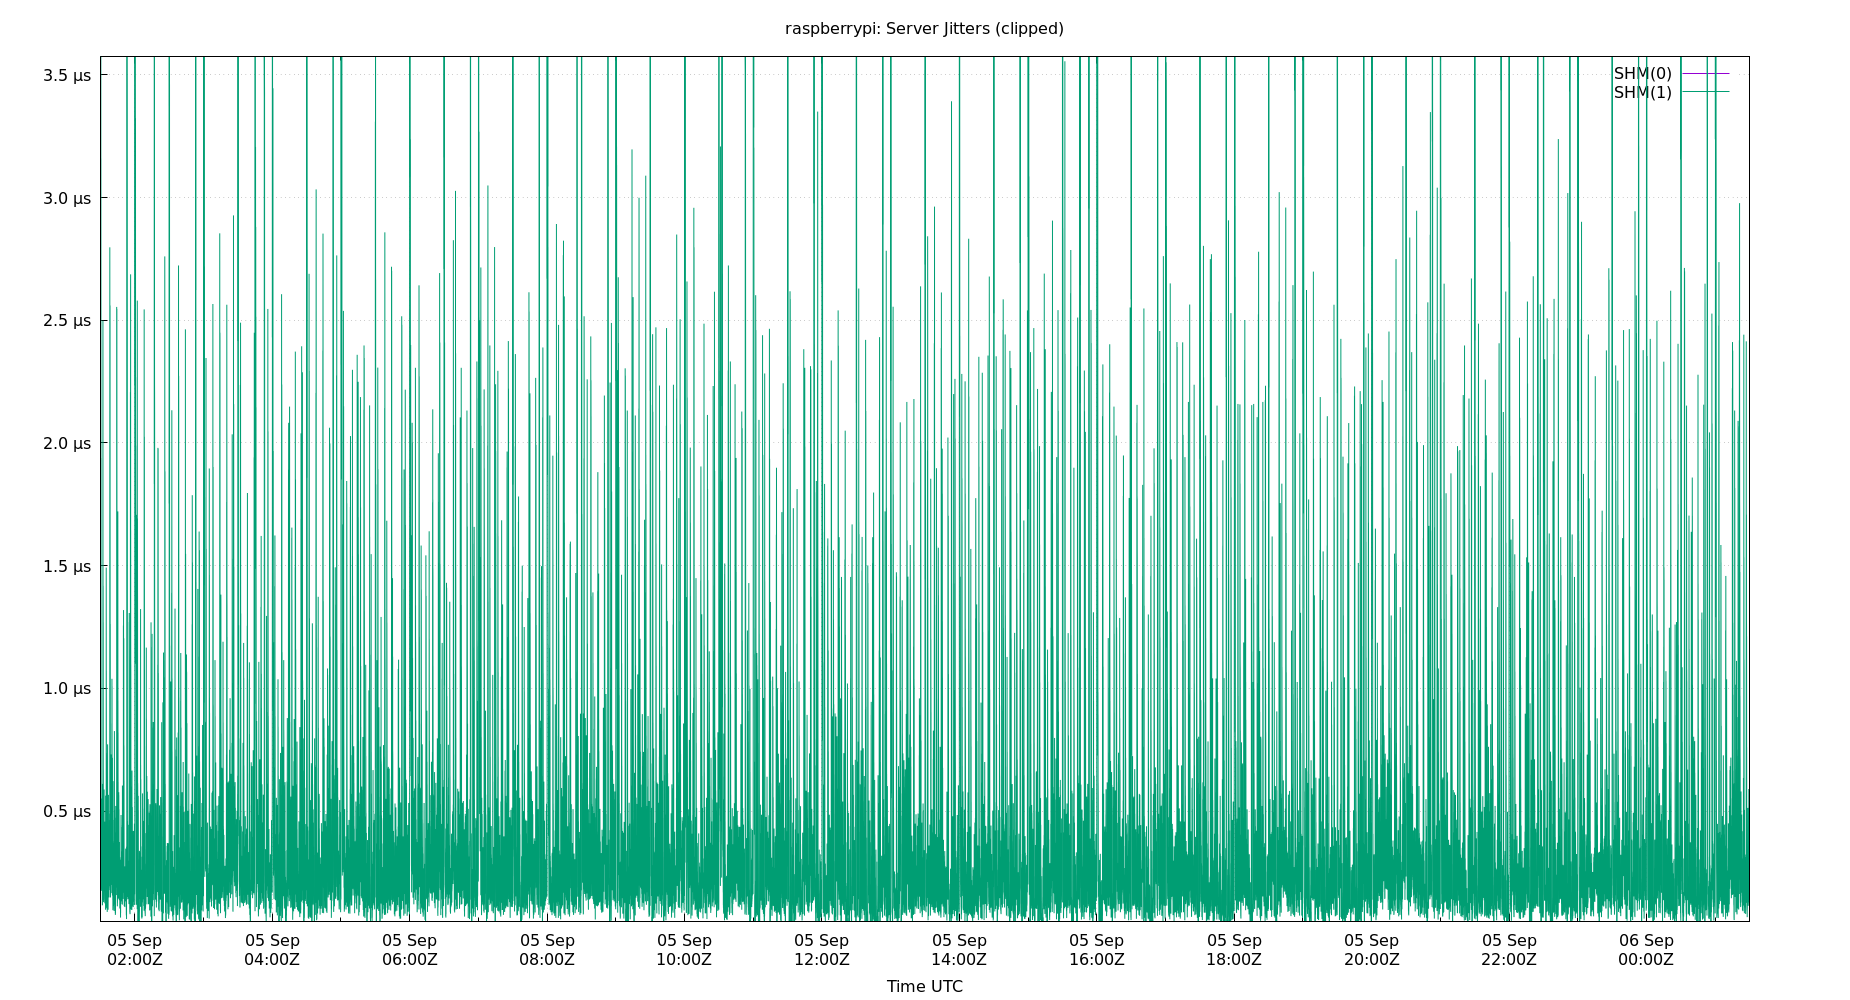 raspberrypi: Server Jitters (clipped)
SHM(0)
SHM(1)
3.5 µs
3.0 µs
2.5 µs
2.0 µs
1.5 µs
1.0 µs
0.5 µs
05 Sep 05 Sep 05 Sep 05 Sep 05 Sep 05 Sep 05 Sep 05 Sep 05 Sep 05 Sep 05 Sep 06 Sep
02:00Z 04:00Z 06:00Z 08:00Z 10:00Z 12:00Z 14:00Z 16:00Z 18:00Z 20:00Z 22:00Z 00:00Z
Time UTC